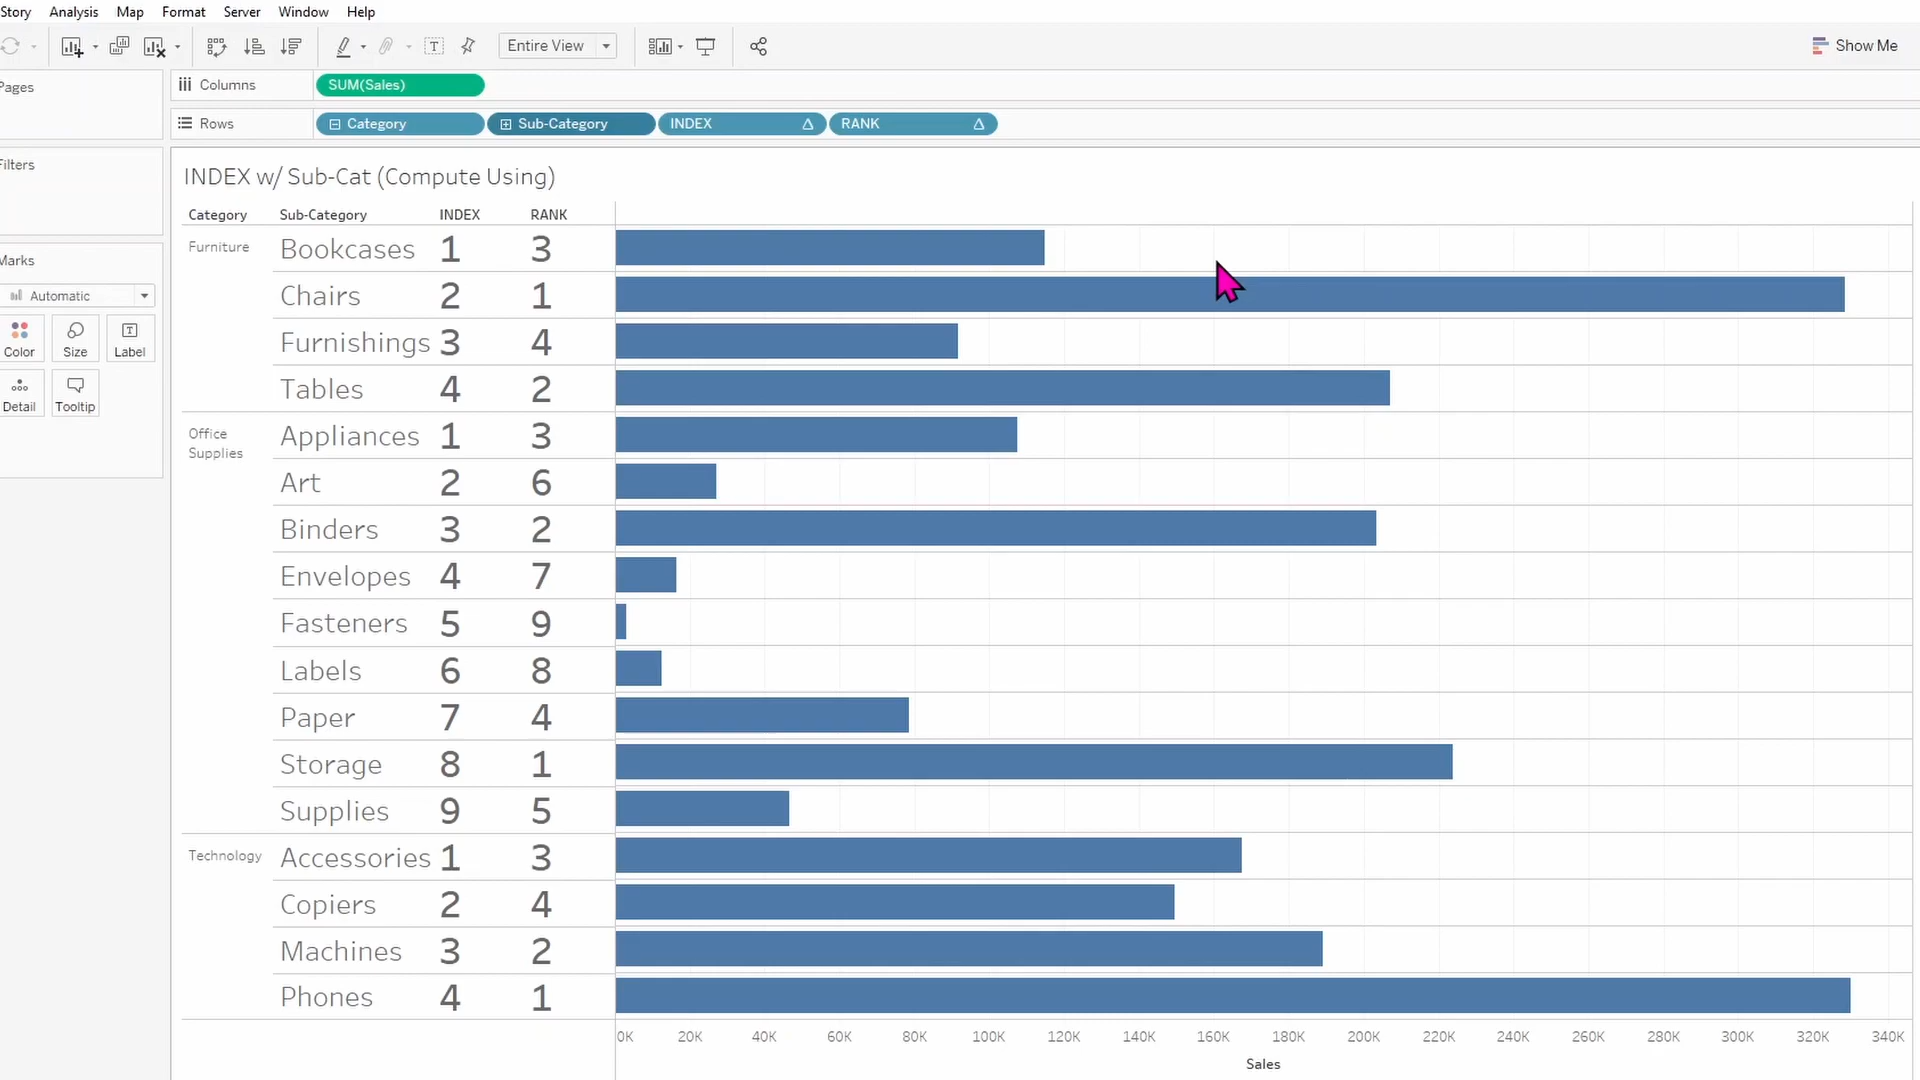 Story Analysis Map Format Server Window Help
Entire View
Show Me
Pages
Columns SUM(Sales)
Rows Category Sub-Category INDEX RANK
Filters
INDEX w/ Sub-Cat (Compute Using)
Category Sub-Category INDEX RANK
Furniture Bookcases 1 3
Marks
Automatic
Chairs 2 1
Color Size Label
Furnishings 3 4
Detail Tooltip
Tables 4 2
Office Supplies Appliances 1 3
Art 2 6
Binders 3 2
Envelopes 4 7
Fasteners 5 9
Labels 6 8
Paper 7 4
Storage 8 1
Supplies 9 5
Technology Accessories 1 3
Copiers 2 4
Machines 3 2
Phones 4 1
0K 20K 40K 60K 80K 100K 120K 140K 160K 180K 200K 220K 240K 260K 280K 300K 320K 340K
Sales